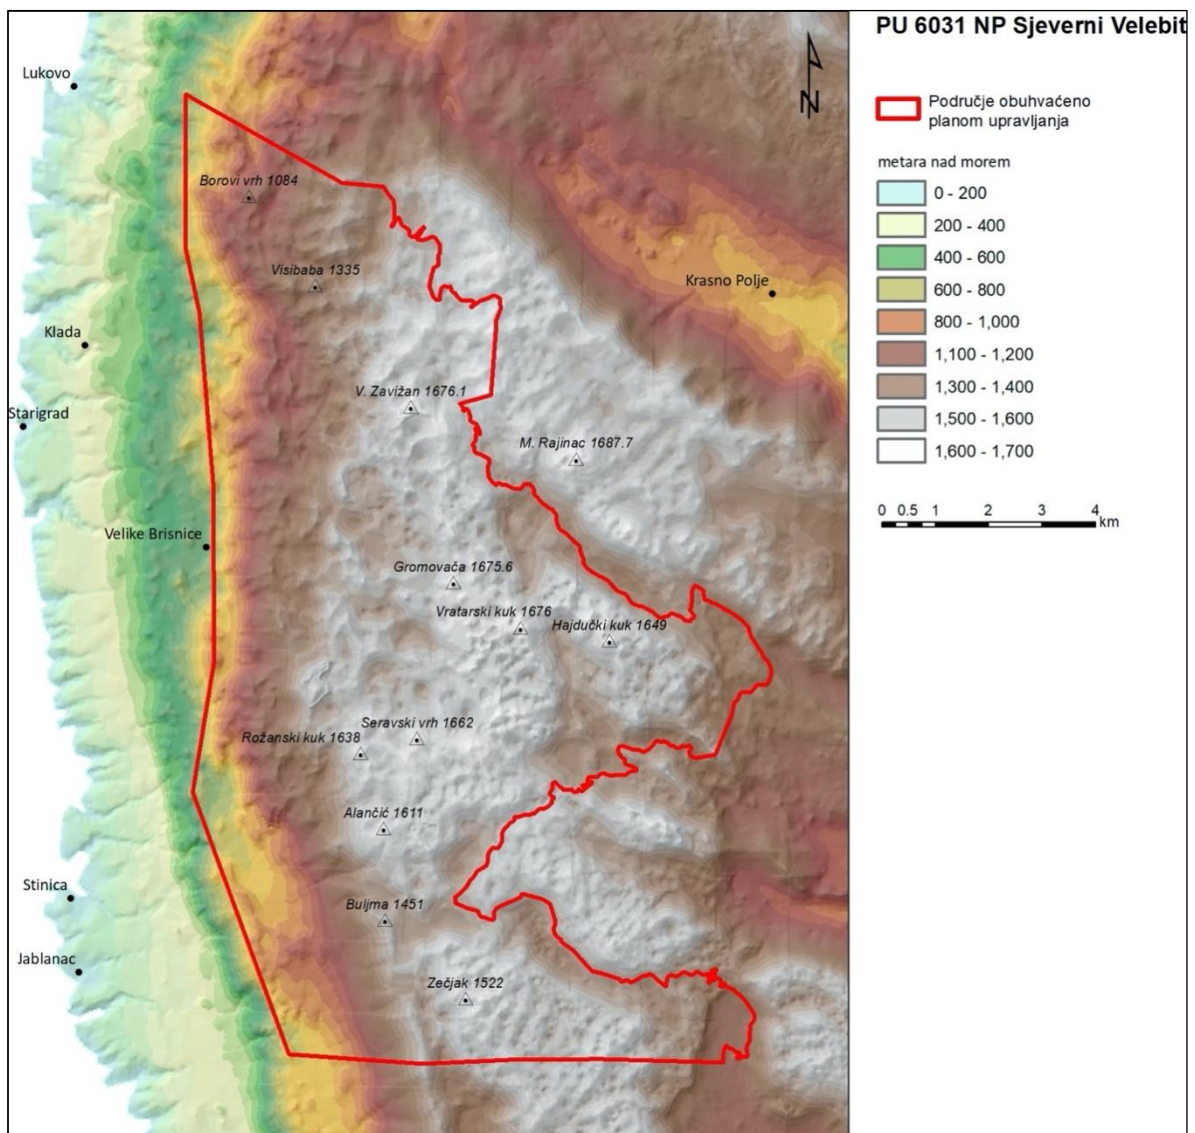 PU 6031 NP Sjeverni Velebit
Lukovo
N
Područje obuhvaćeno
planom upravljanja
metara nad morem
0 - 200
200 - 400
400 - 600
600 - 800
800 - 1,000
1,100 - 1,200
1,300 - 1,400
1,500 - 1,600
1,600 - 1,700
0 0.5 1 2 3 4
km
Borovi vrh 1084
Visibaba 1335
Krasno Polje
Klada
V. Zavižan 1676.1
Starigrad
M. Rajinac 1687.7
Velike Brisnice
Gromovača 1675.6
Vratarski kuk 1676
Hajdučki kuk 1649
Seravski vrh 1662
Rožanski kuk 1638
Alančić 1611
Stinica
Buljma 1451
Jablanac
Zečjak 1522